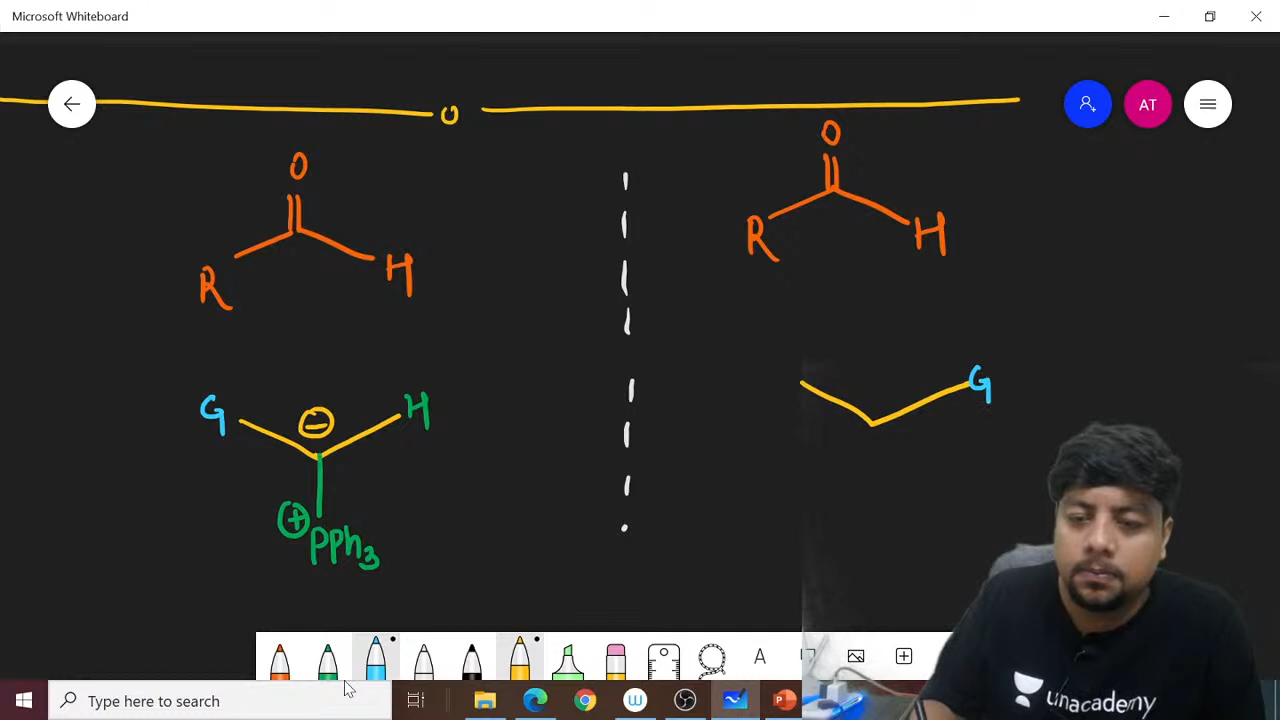 Microsoft Whiteboard
AT
O
O
R
H
O
R
H
G
H
PPh3
G
A
unacademy
Type here to search